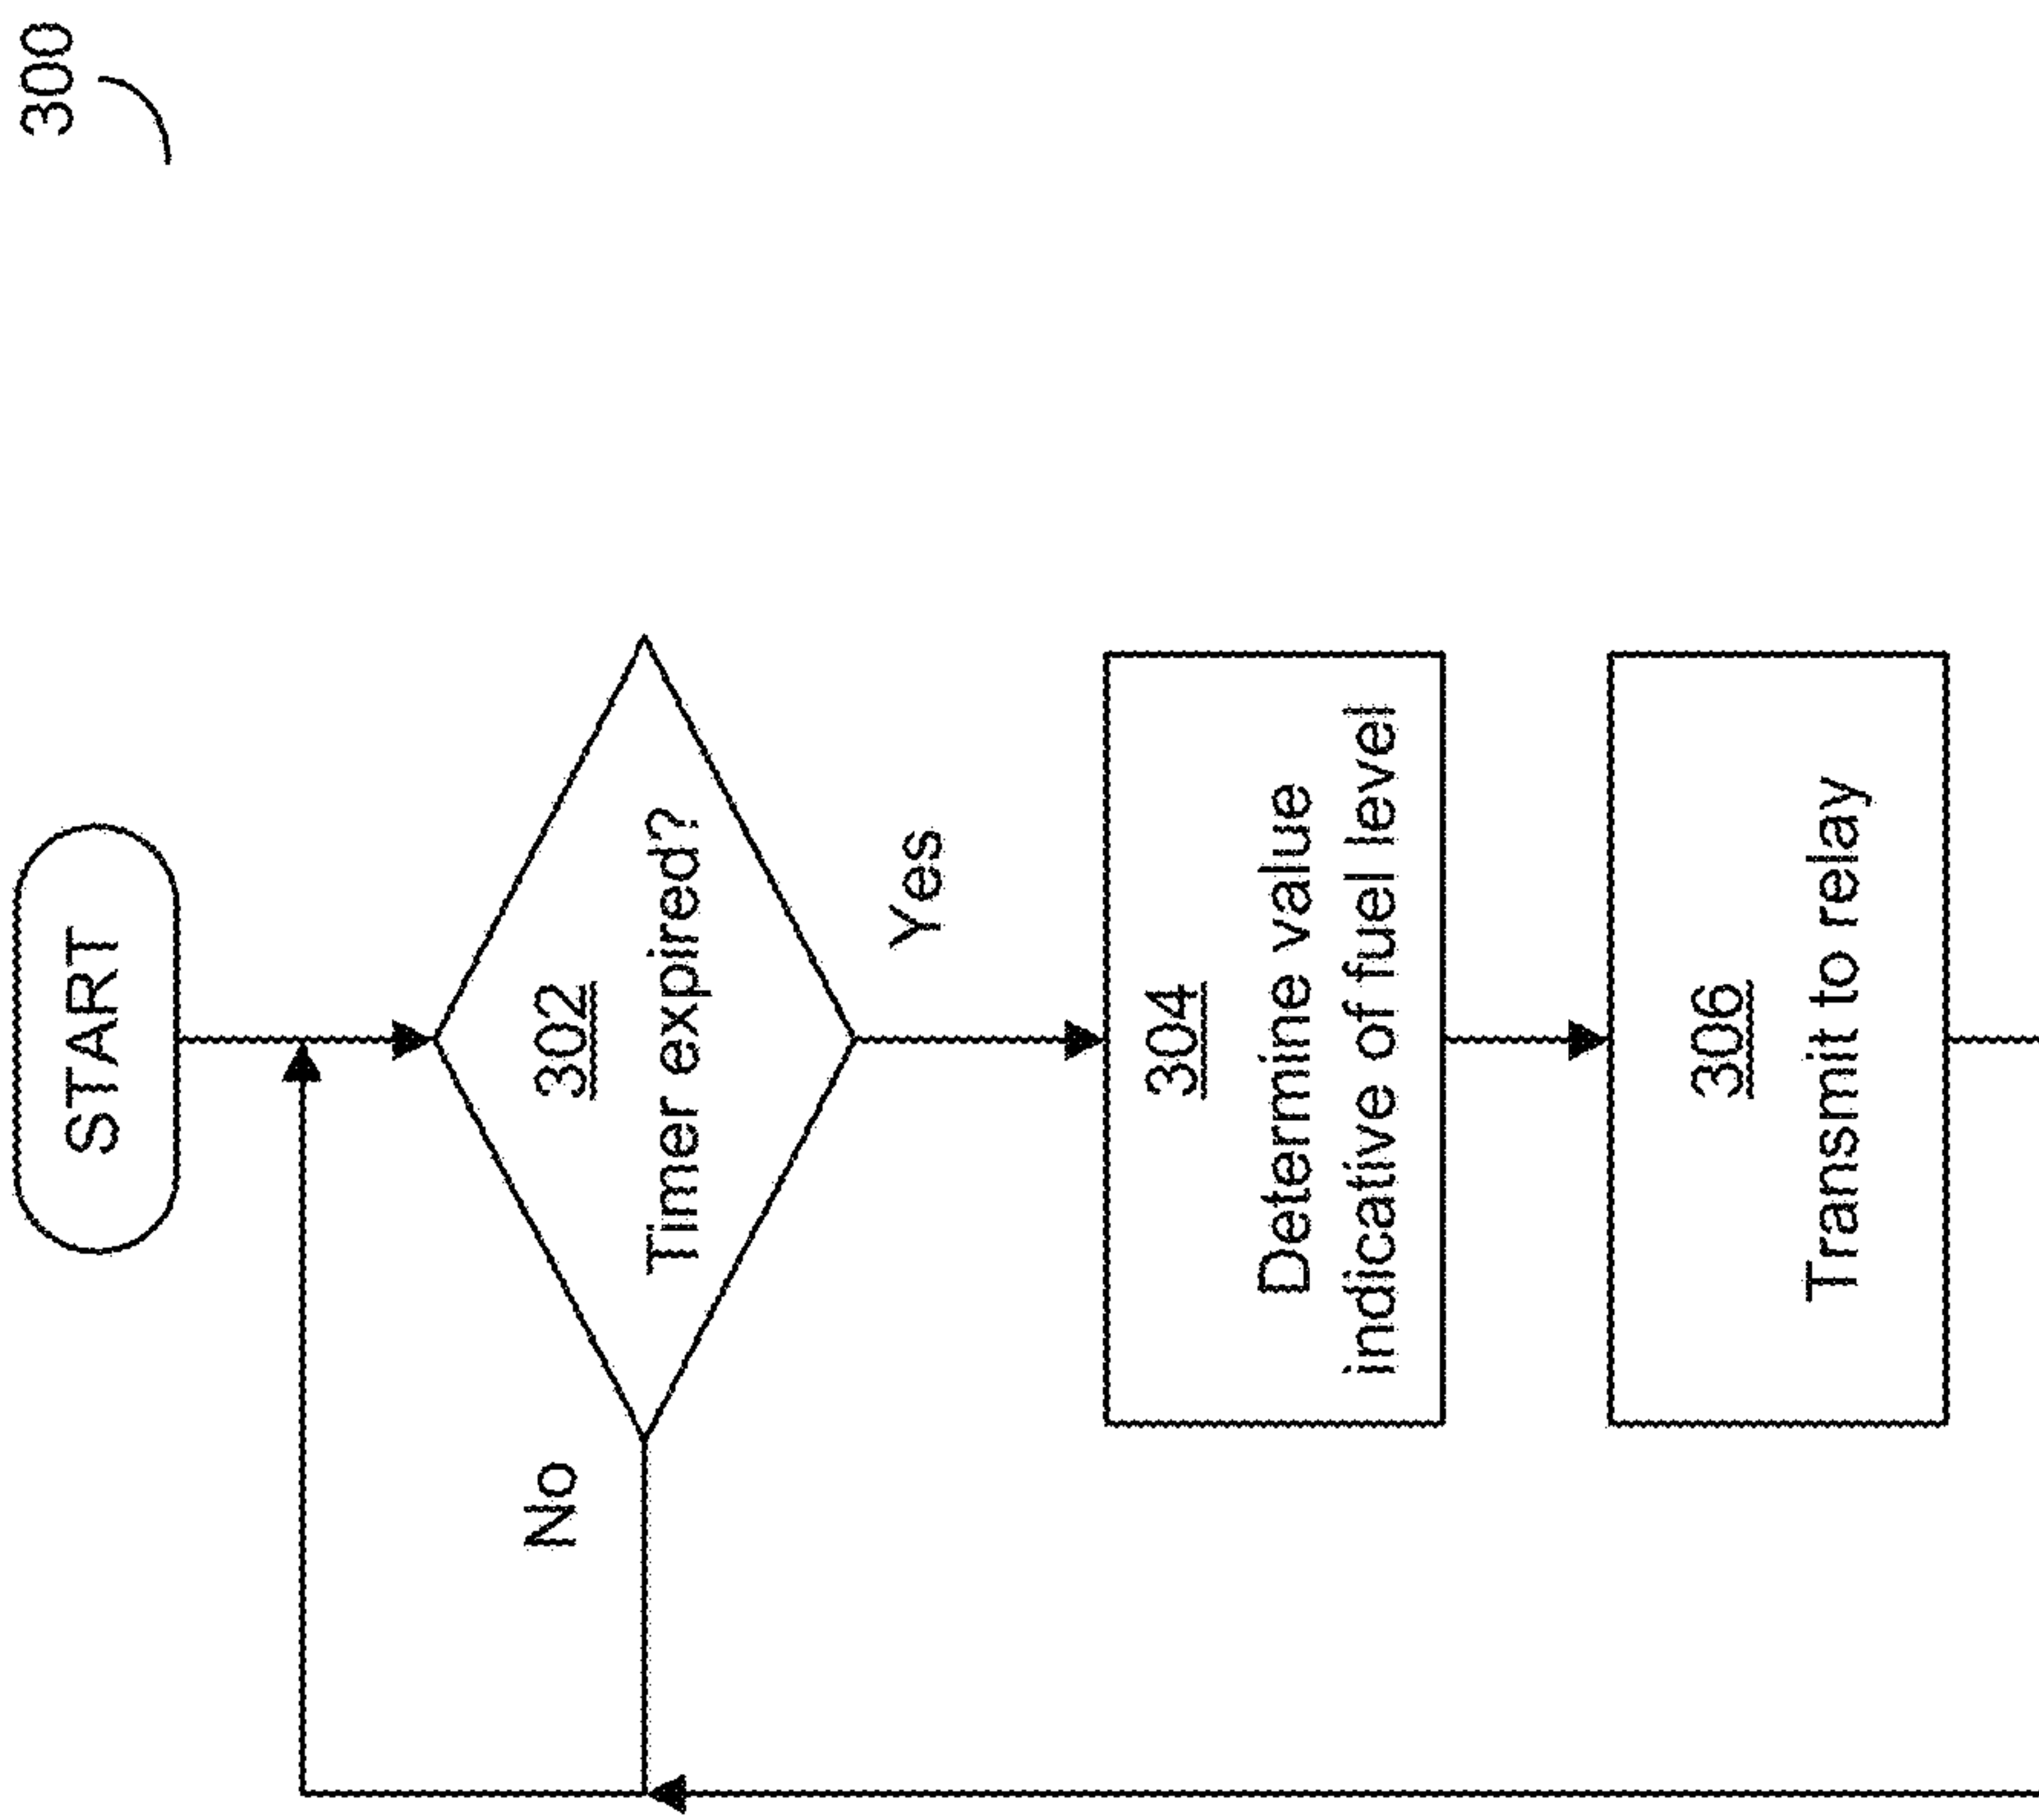 300
START
302
Timer expired?
No
Yes
304
Determine value
indicative of fuel level
306
Transmit to relay